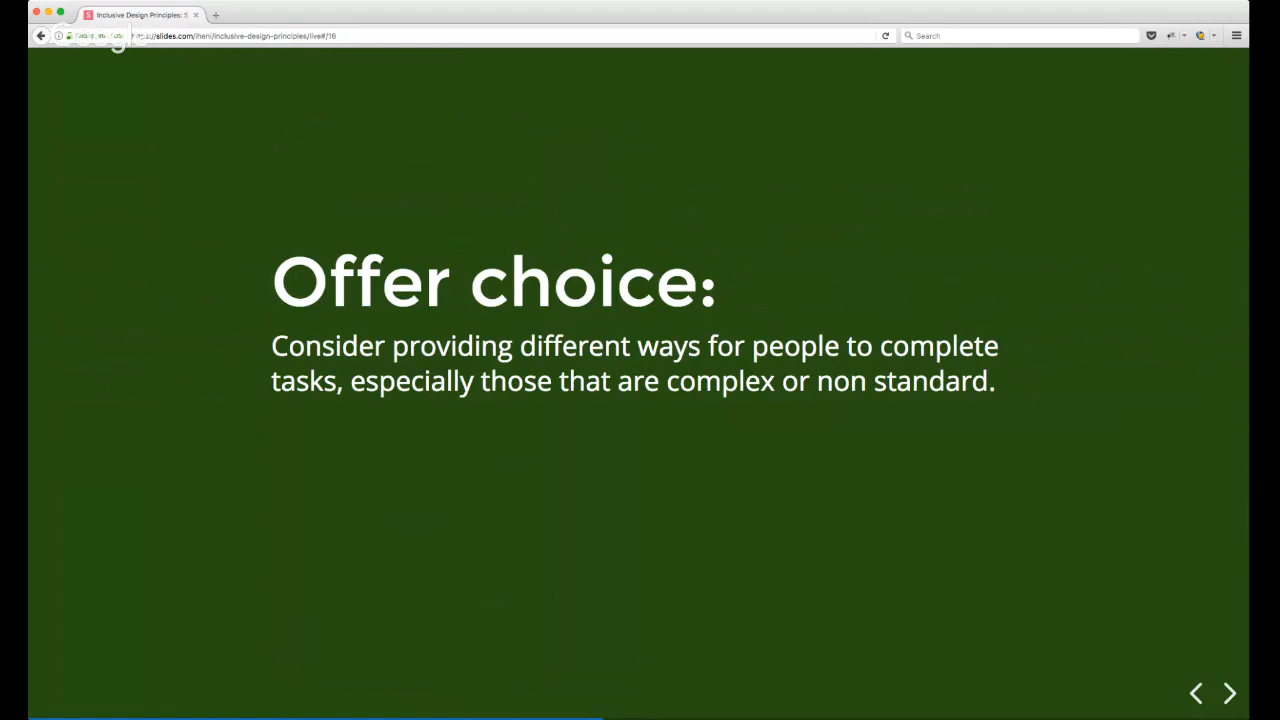 Inclusive Design Principles: S
https://slides.com/iheni/inclusive-design-principles/live#/16
Search
Offer choice:
Consider providing different ways for people to complete
tasks, especially those that are complex or non standard.